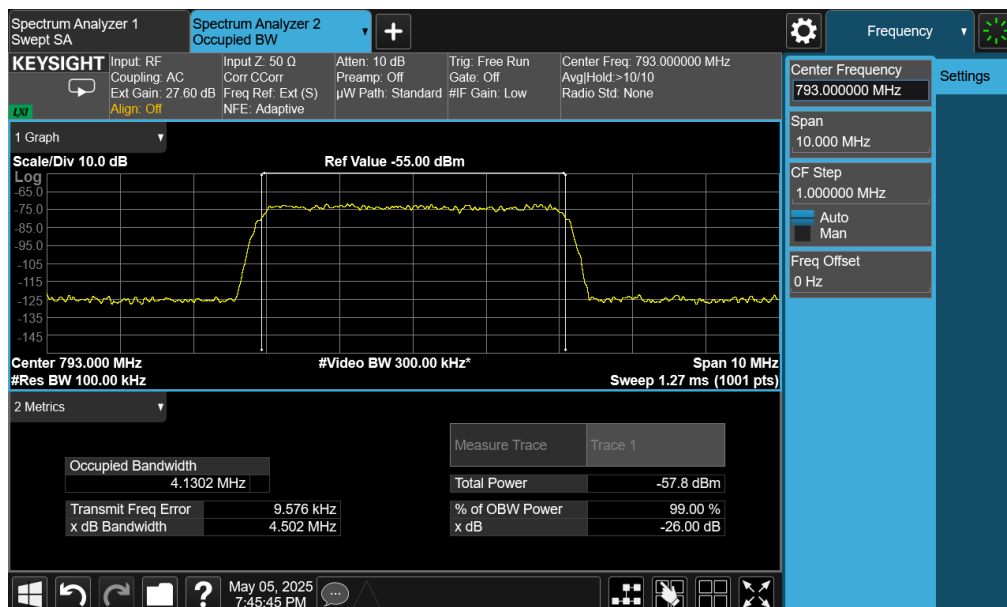 Spectrum Analyzer 1
Swept SA
Spectrum Analyzer 2
Occupied BW
Frequency
KEYSIGHT
LXI
Input: RF
Coupling: AC
Ext Gain: 27.60 dB
Align: Off
Input Z: 50 Ω
Corr CCorr
Freq Ref: Ext (S)
NFE: Adaptive
Atten: 10 dB
Preamp: Off
µW Path: Standard
Trig: Free Run
Gate: Off
#IF Gain: Low
Center Freq: 793.000000 MHz
Avg|Hold:>10/10
Radio Std: None
Center Frequency
793.000000 MHz
Settings
Span
10.000 MHz
CF Step
1.000000 MHz
Auto
Man
Freq Offset
0 Hz
1 Graph
Scale/Div 10.0 dB
Ref Value -55.00 dBm
Log
-65.0
-75.0
-85.0
-95.0
-105
-115
-125
-135
-145
Center 793.000 MHz
#Video BW 300.00 kHz*
Span 10 MHz
#Res BW 100.00 kHz
Sweep 1.27 ms (1001 pts)
2 Metrics
Measure Trace
Trace 1
Occupied Bandwidth
4.1302 MHz
Total Power
-57.8 dBm
Transmit Freq Error
9.576 kHz
% of OBW Power
99.00 %
x dB Bandwidth
4.502 MHz
x dB
-26.00 dB
?
May 05, 2025
7:45:45 PM